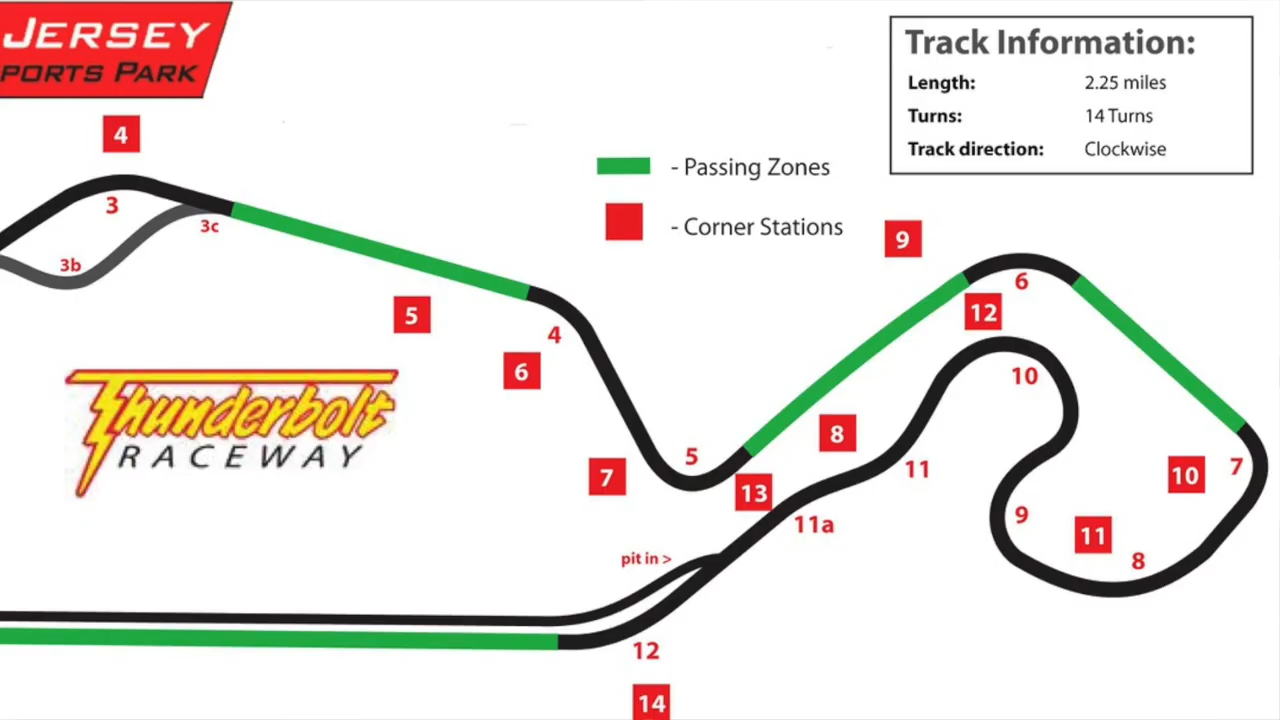 JERSEY
PORTS PARK
Track Information:
Length: 2.25 miles
Turns: 14 Turns
Track direction: Clockwise
- Passing Zones
- Corner Stations
4
3
3c
3b
5
4
6
Thunderbolt
RACEWAY
9
6
12
10
8
5
7
11
13
10
7
11a
9
11
8
pit in >
12
14